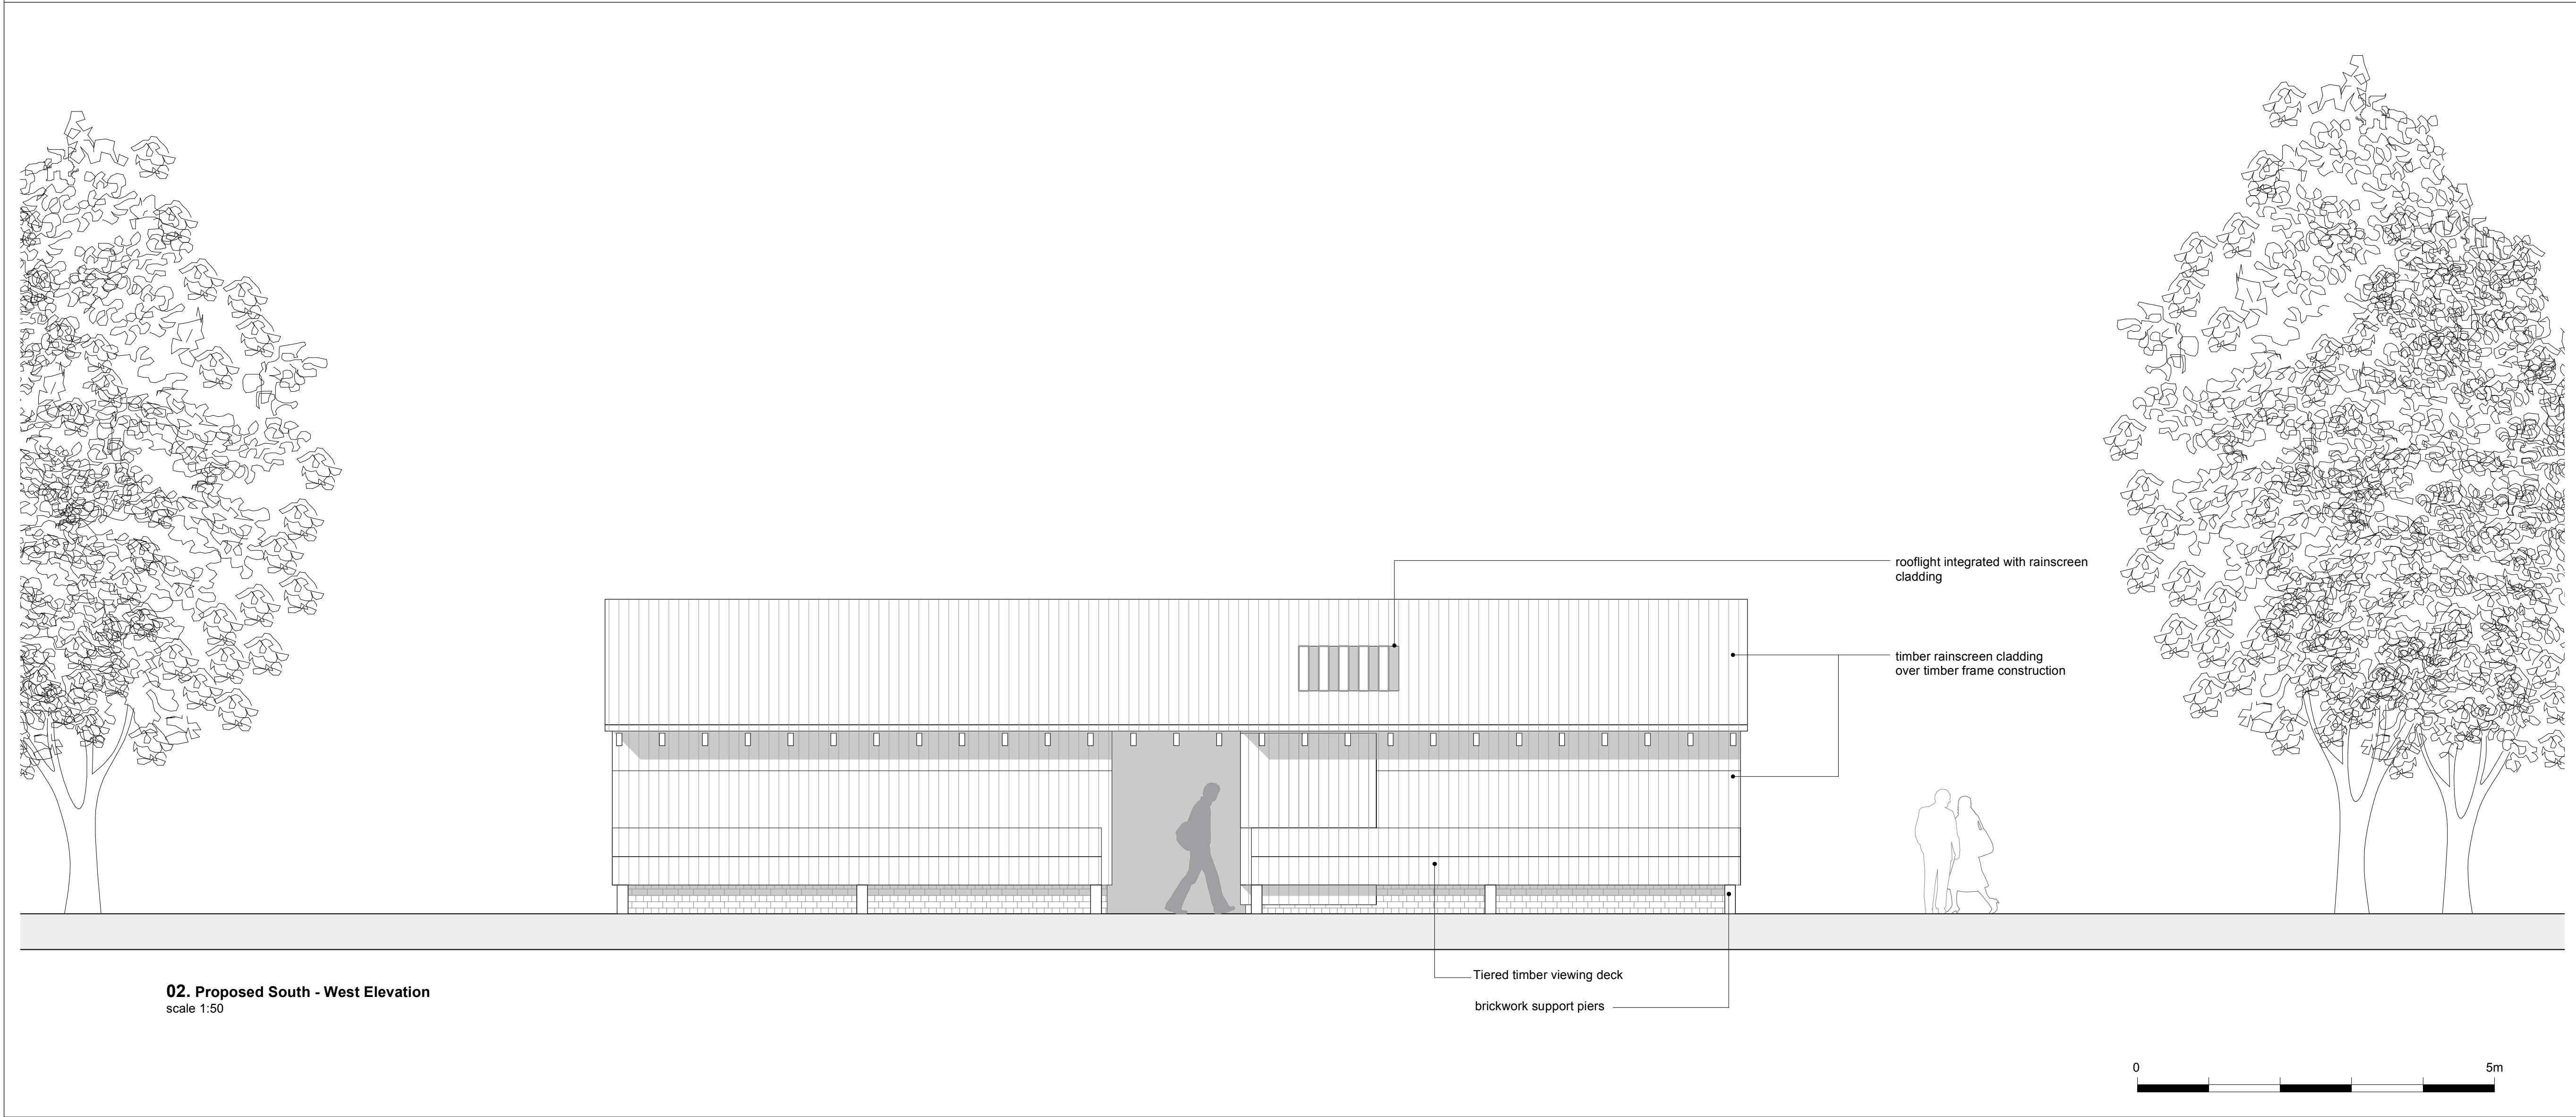 rooflight integrated with rainscreen
cladding
timber rainscreen cladding
over timber frame construction
Tiered timber viewing deck
brickwork support piers
02. Proposed South - West Elevation
scale 1:50
0 5m